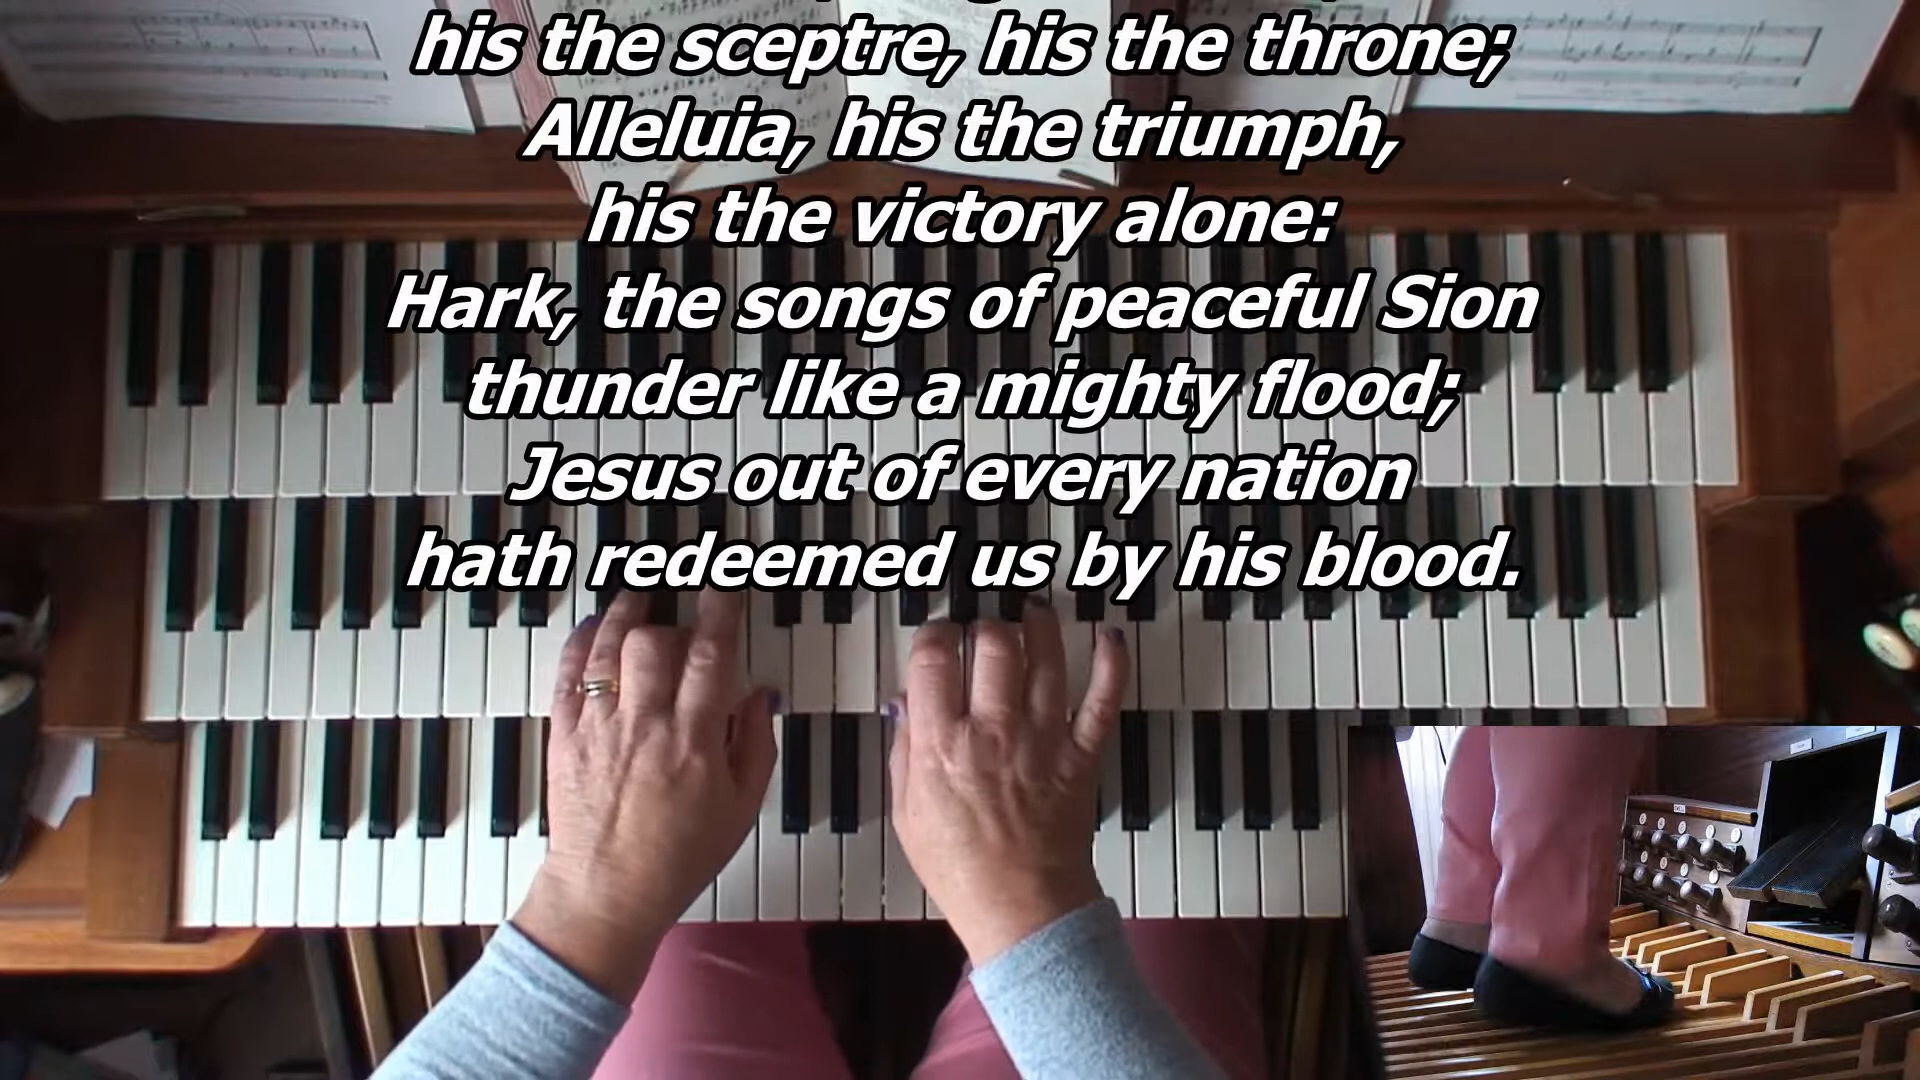 his the sceptre, his the throne;
Alleluia, his the triumph,
his the victory alone:
Hark, the songs of peaceful Sion
thunder like a mighty flood;
Jesus out of every nation
hath redeemed us by his blood.